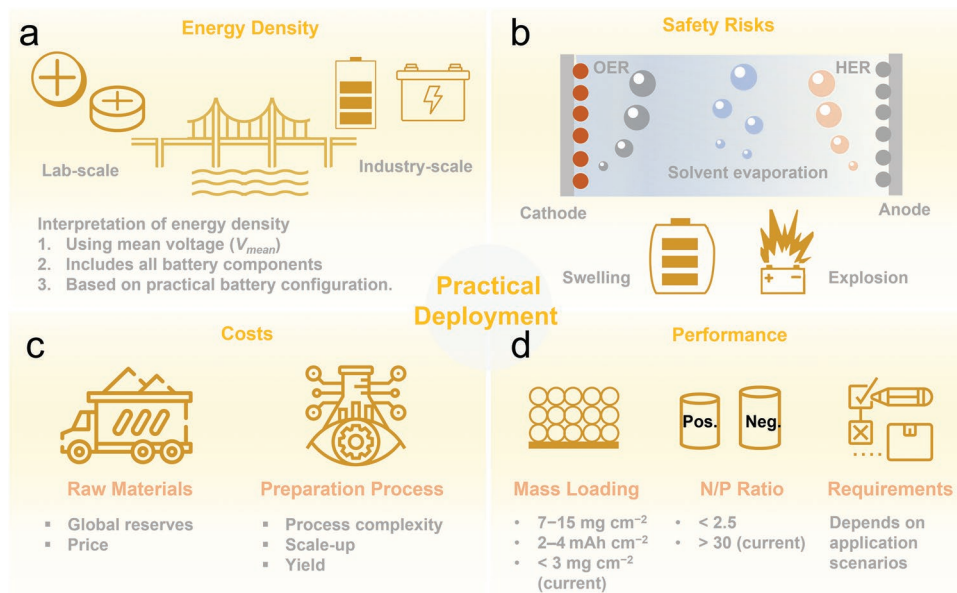 a
Energy Density
Lab-scale
Industry-scale
Interpretation of energy density
1. Using mean voltage (Vmean)
2. Includes all battery components
3. Based on practical battery configuration.
b
Safety Risks
OER
HER
Solvent evaporation
Cathode
Anode
Swelling
Explosion
Practical
Deployment
c
Costs
Raw Materials
▪ Global reserves
▪ Price
Preparation Process
▪ Process complexity
▪ Scale-up
▪ Yield
d
Performance
Pos.
Neg.
Mass Loading
• 7–15 mg cm⁻²
• 2–4 mAh cm⁻²
• < 3 mg cm⁻²
(current)
N/P Ratio
• < 2.5
• > 30 (current)
Requirements
Depends on
application
scenarios